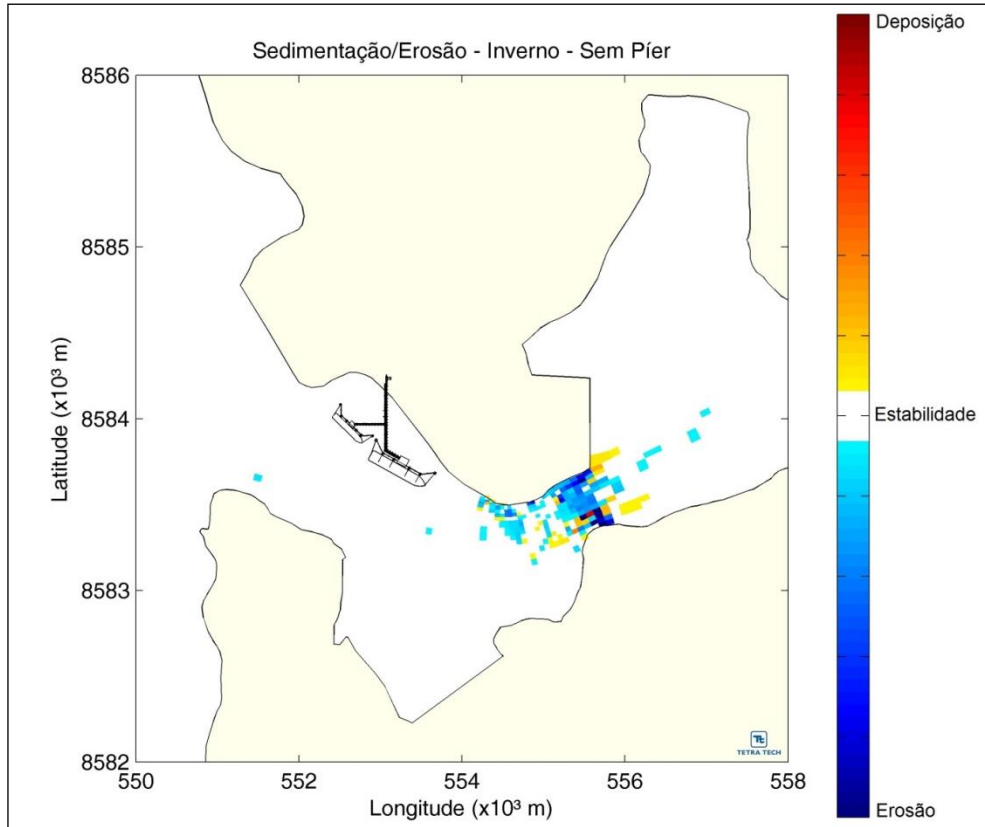 Sedimentação/Erosão - Inverno - Sem Píer
Deposição
Estabilidade
Erosão
Latitude (x10³ m)
8586
8585
8584
8583
8582
550
552
554
556
558
Longitude (x10³ m)
Tt
TETRA TECH